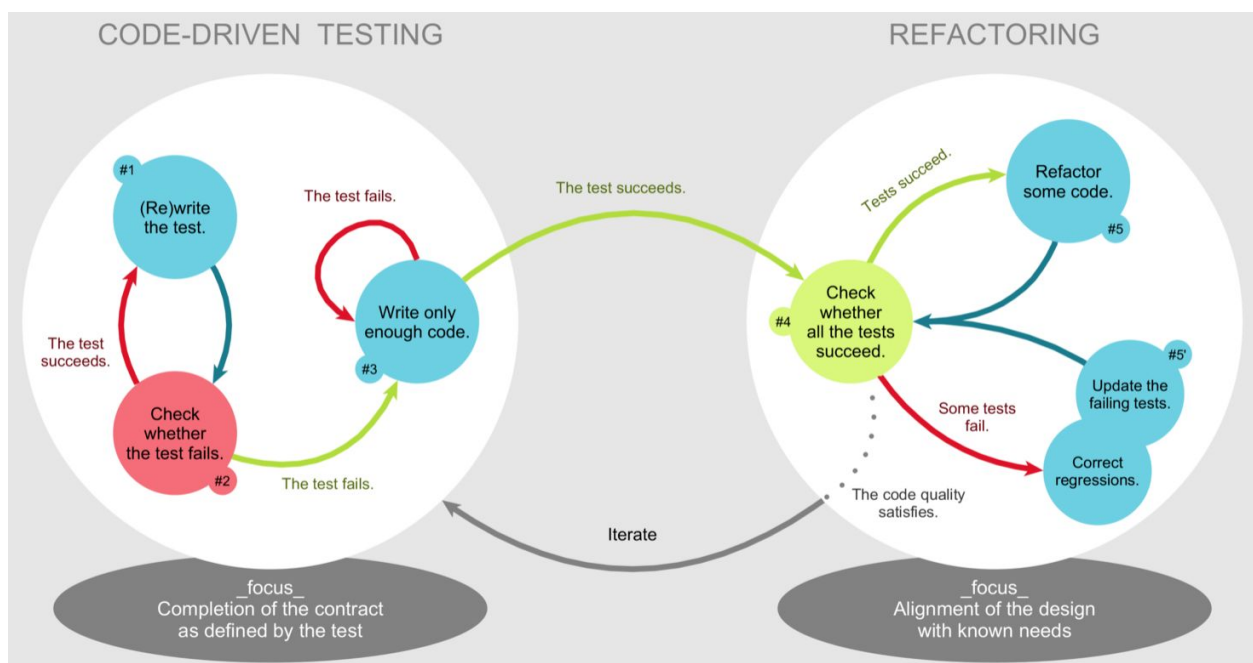 CODE-DRIVEN TESTING
#1
(Re)write
the test.
The test
succeeds.
Check
whether
the test fails.
#2
The test fails.
The test fails.
Write only
enough code.
#3
The test succeeds.
REFACTORING
Tests succeed.
Refactor
some code.
#5
#4
Check
whether
all the tests
succeed.
#5'
Update the
failing tests.
Some tests
fail.
Correct
regressions.
The code quality
satisfies.
Iterate
_focus_
Completion of the contract
as defined by the test
_focus_
Alignment of the design
with known needs